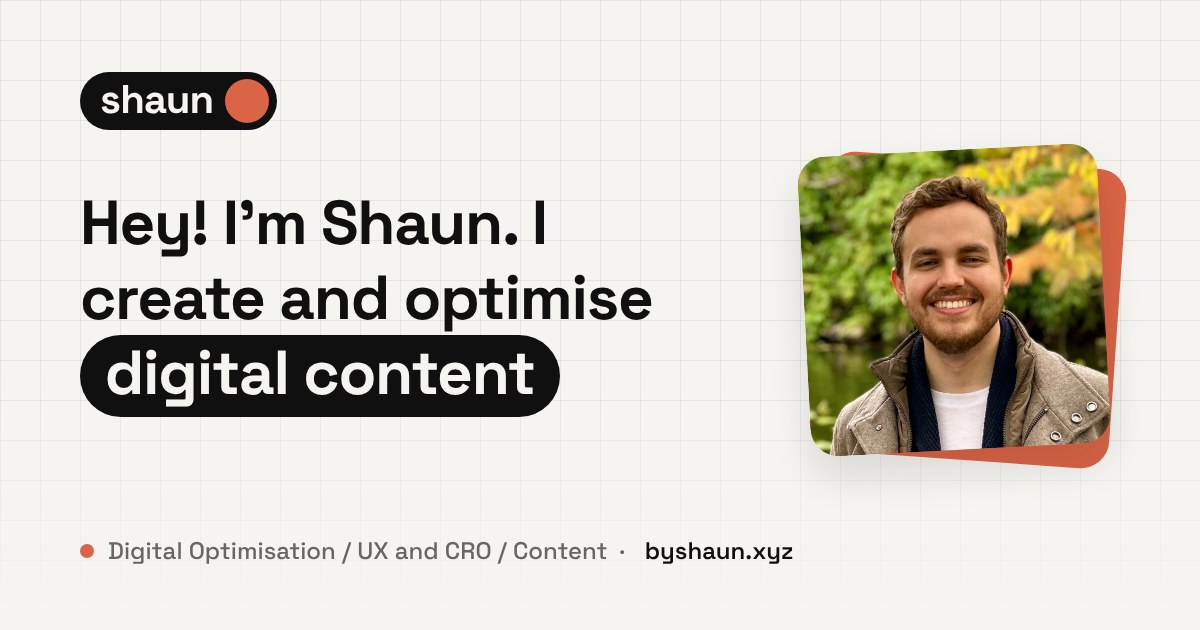 shaun
Hey! I’m Shaun. I
create and optimise
digital content
Digital Optimisation / UX and CRO / Content · byshaun.xyz